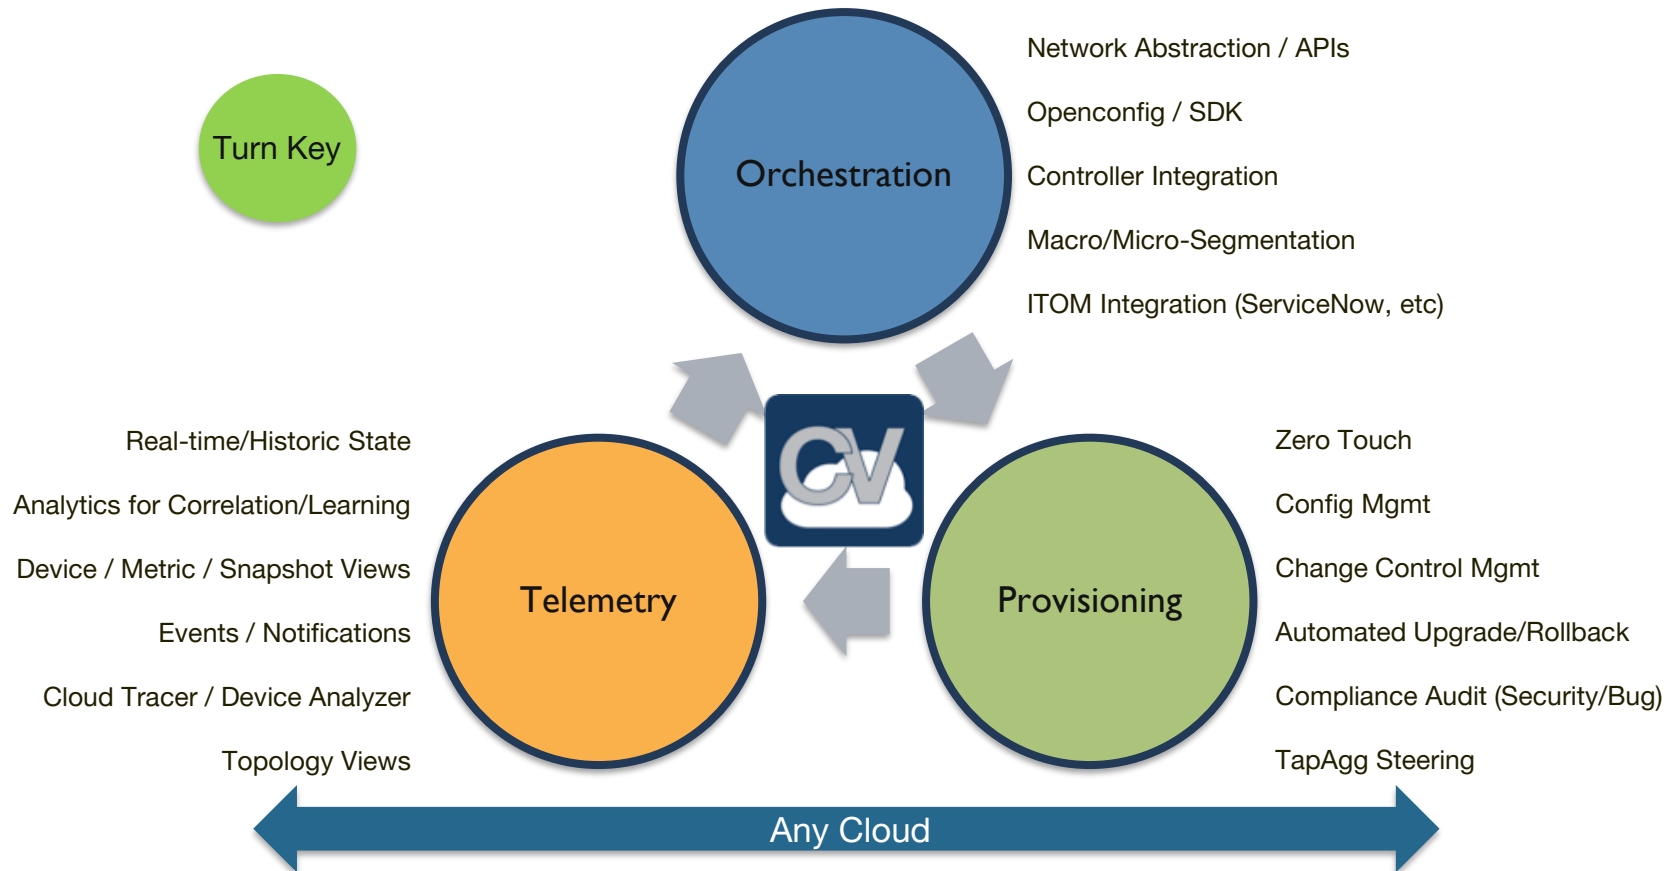 Turn Key
Orchestration
Network Abstraction / APIs
Openconfig / SDK
Controller Integration
Macro/Micro-Segmentation
ITOM Integration (ServiceNow, etc)
CV
Real-time/Historic State
Analytics for Correlation/Learning
Device / Metric / Snapshot Views
Events / Notifications
Cloud Tracer / Device Analyzer
Topology Views
Telemetry
Provisioning
Zero Touch
Config Mgmt
Change Control Mgmt
Automated Upgrade/Rollback
Compliance Audit (Security/Bug)
TapAgg Steering
Any Cloud